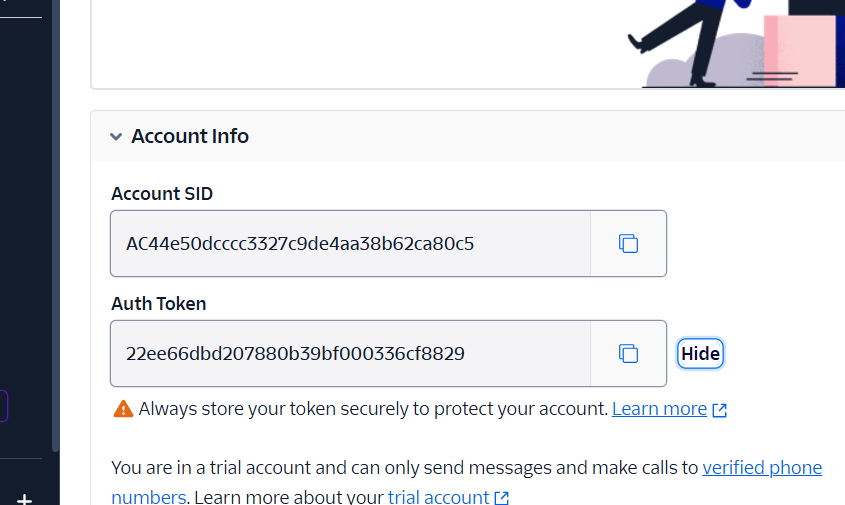 Account Info
Account SID
AC44e50dcccc3327c9de4aa38b62ca80c5
Auth Token
22ee66dbd207880b39bf000336cf8829
Hide
Always store your token securely to protect your account. Learn more
You are in a trial account and can only send messages and make calls to verified phone
numbers. Learn more about your trial account